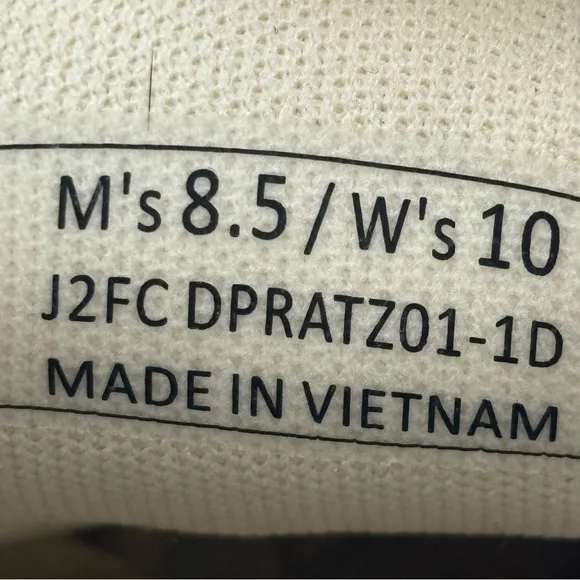 M's 8.5 / W's 10
J2FC DPRATZ01-1D
MADE IN VIETNAM